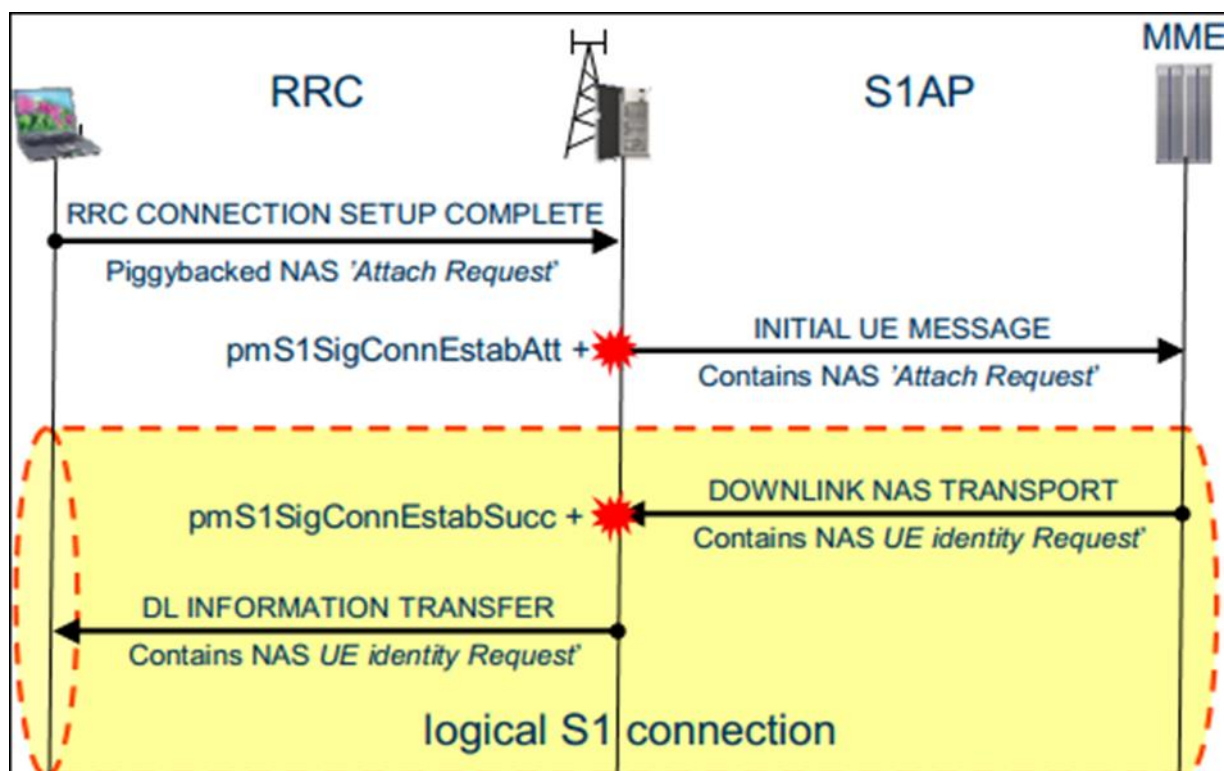 MME
RRC
S1AP
RRC CONNECTION SETUP COMPLETE
Piggybacked NAS ’Attach Request’
pmS1SigConnEstabAtt +
INITIAL UE MESSAGE
Contains NAS ’Attach Request’
DOWNLINK NAS TRANSPORT
pmS1SigConnEstabSucc +
Contains NAS UE identity Request’
DL INFORMATION TRANSFER
Contains NAS UE identity Request’
logical S1 connection